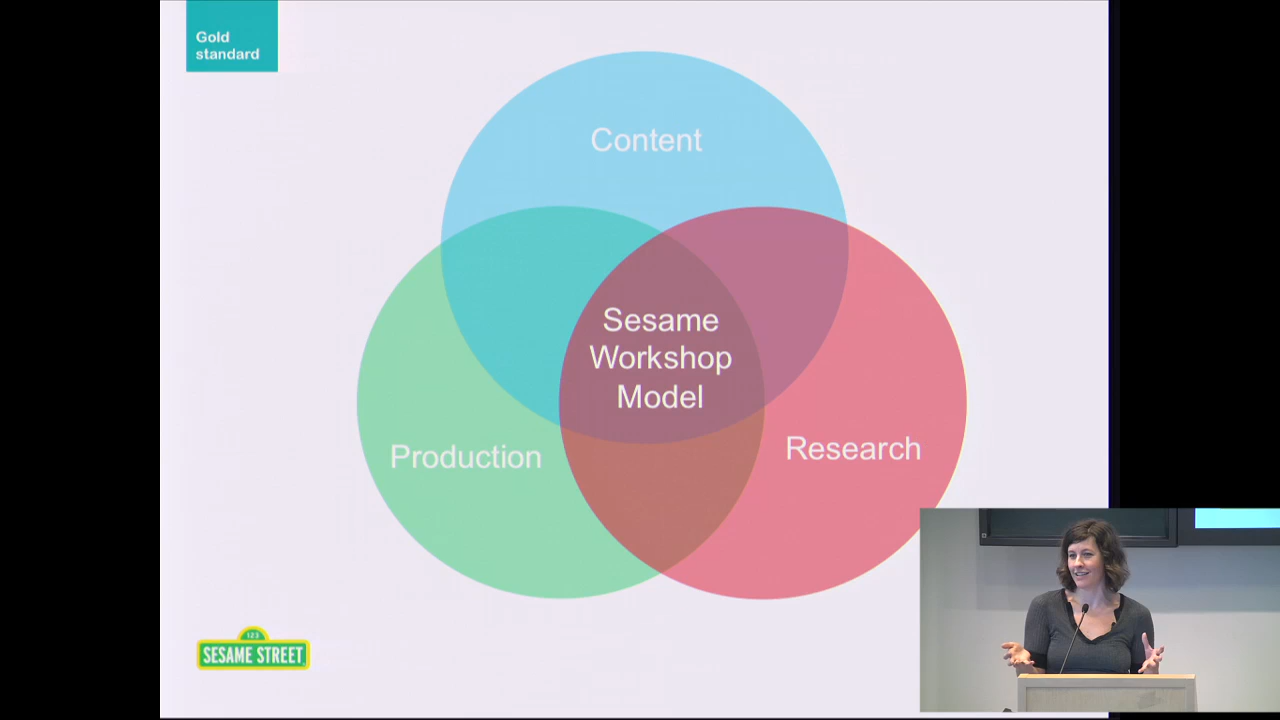 Gold
standard
Content
Sesame
Workshop
Model
Production
Research
123
SESAME STREET